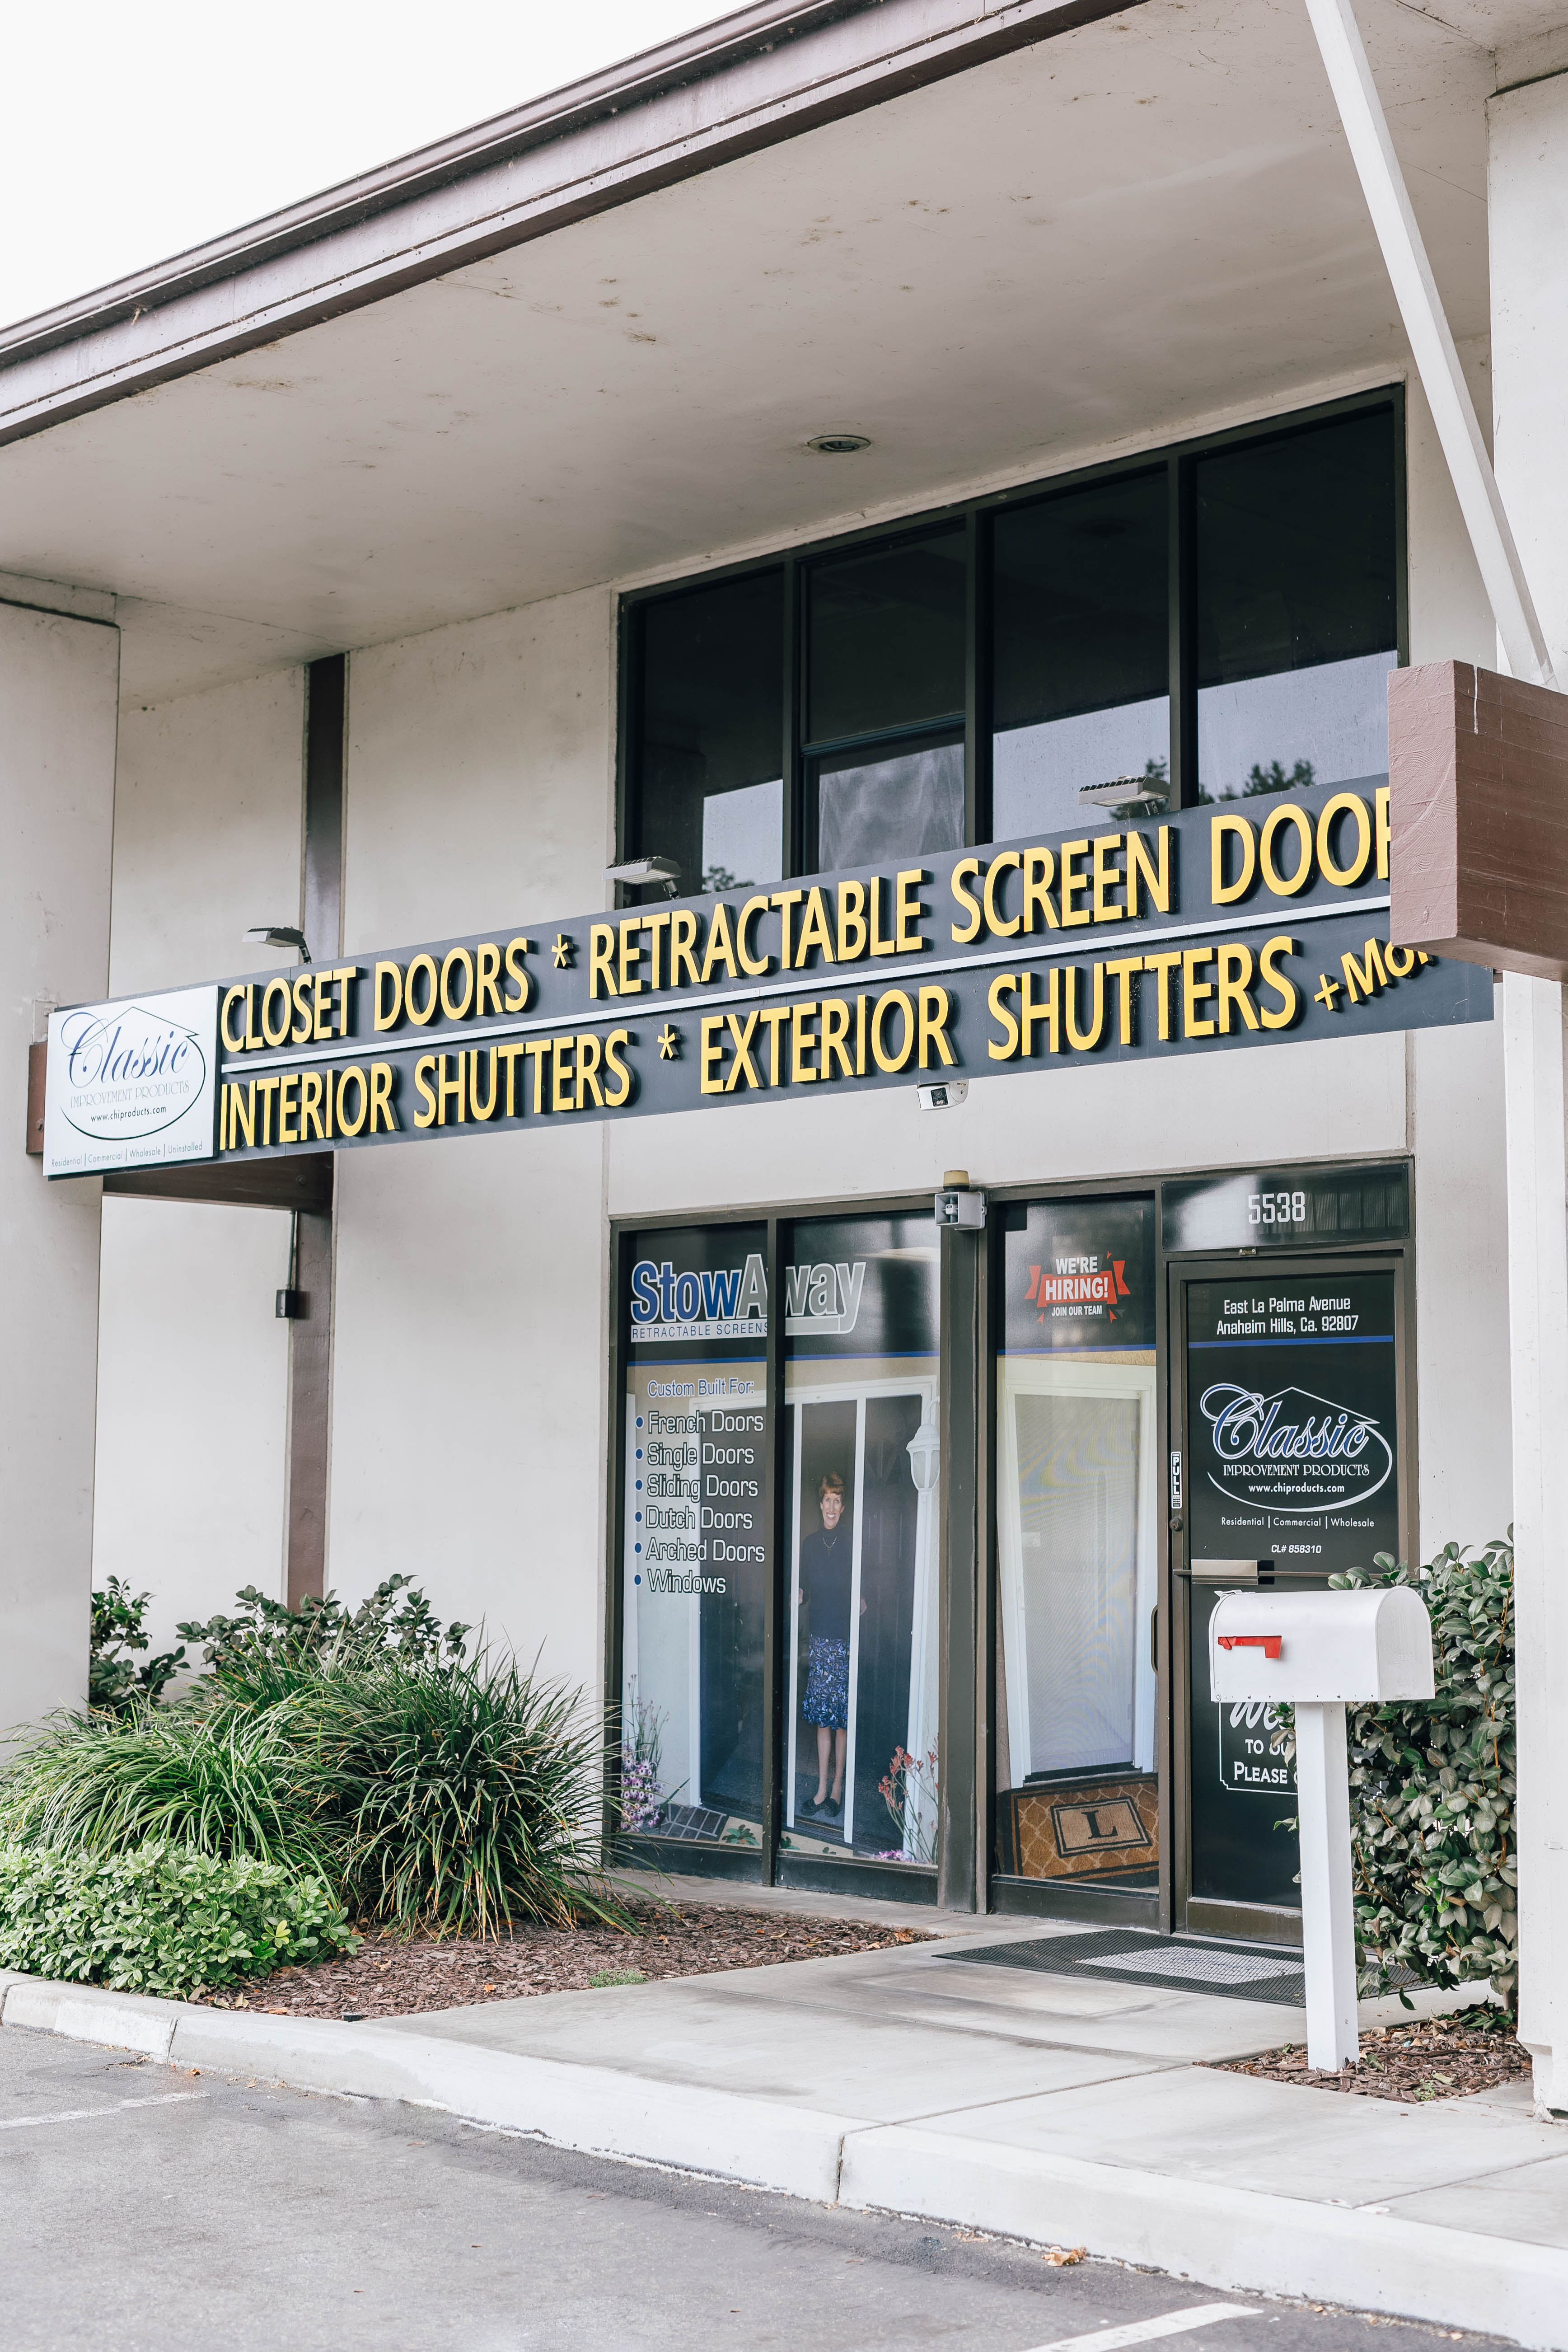 CLOSET DOORS * RETRACTABLE SCREEN
INTERIOR SHUTTERS * EXTERIOR SHUTTERS
Classic
IMPROVEMENT PRODUCTS
www.chiproducts.com
Residential | Commercial | Wholesale | Uninstalled
StowAway
RETRACTABLE SCREENS
Custom Built For:
• French Doors
• Single Doors
• Sliding Doors
• Dutch Doors
• Arched Doors
• Windows
WE'RE
HIRING!
JOIN OUR TEAM
5538
East La Palma Avenue
Anaheim Hills, Ca. 92807
Classic
IMPROVEMENT PRODUCTS
www.chiproducts.com
Residential | Commercial | Wholesale
CL# 858310
PULL
TO
PLEASE
L